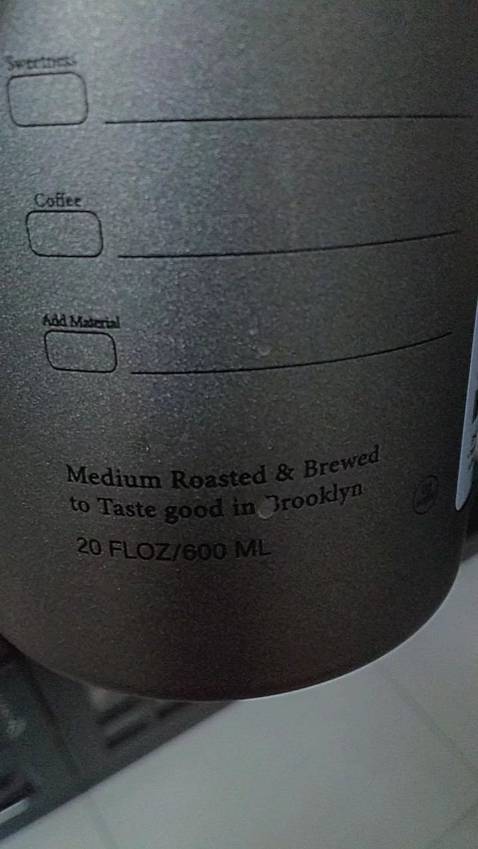 Sweetness
Coffee
Add Material
Medium Roasted & Brewed
to Taste good in Brooklyn
20 FLOZ/600 ML